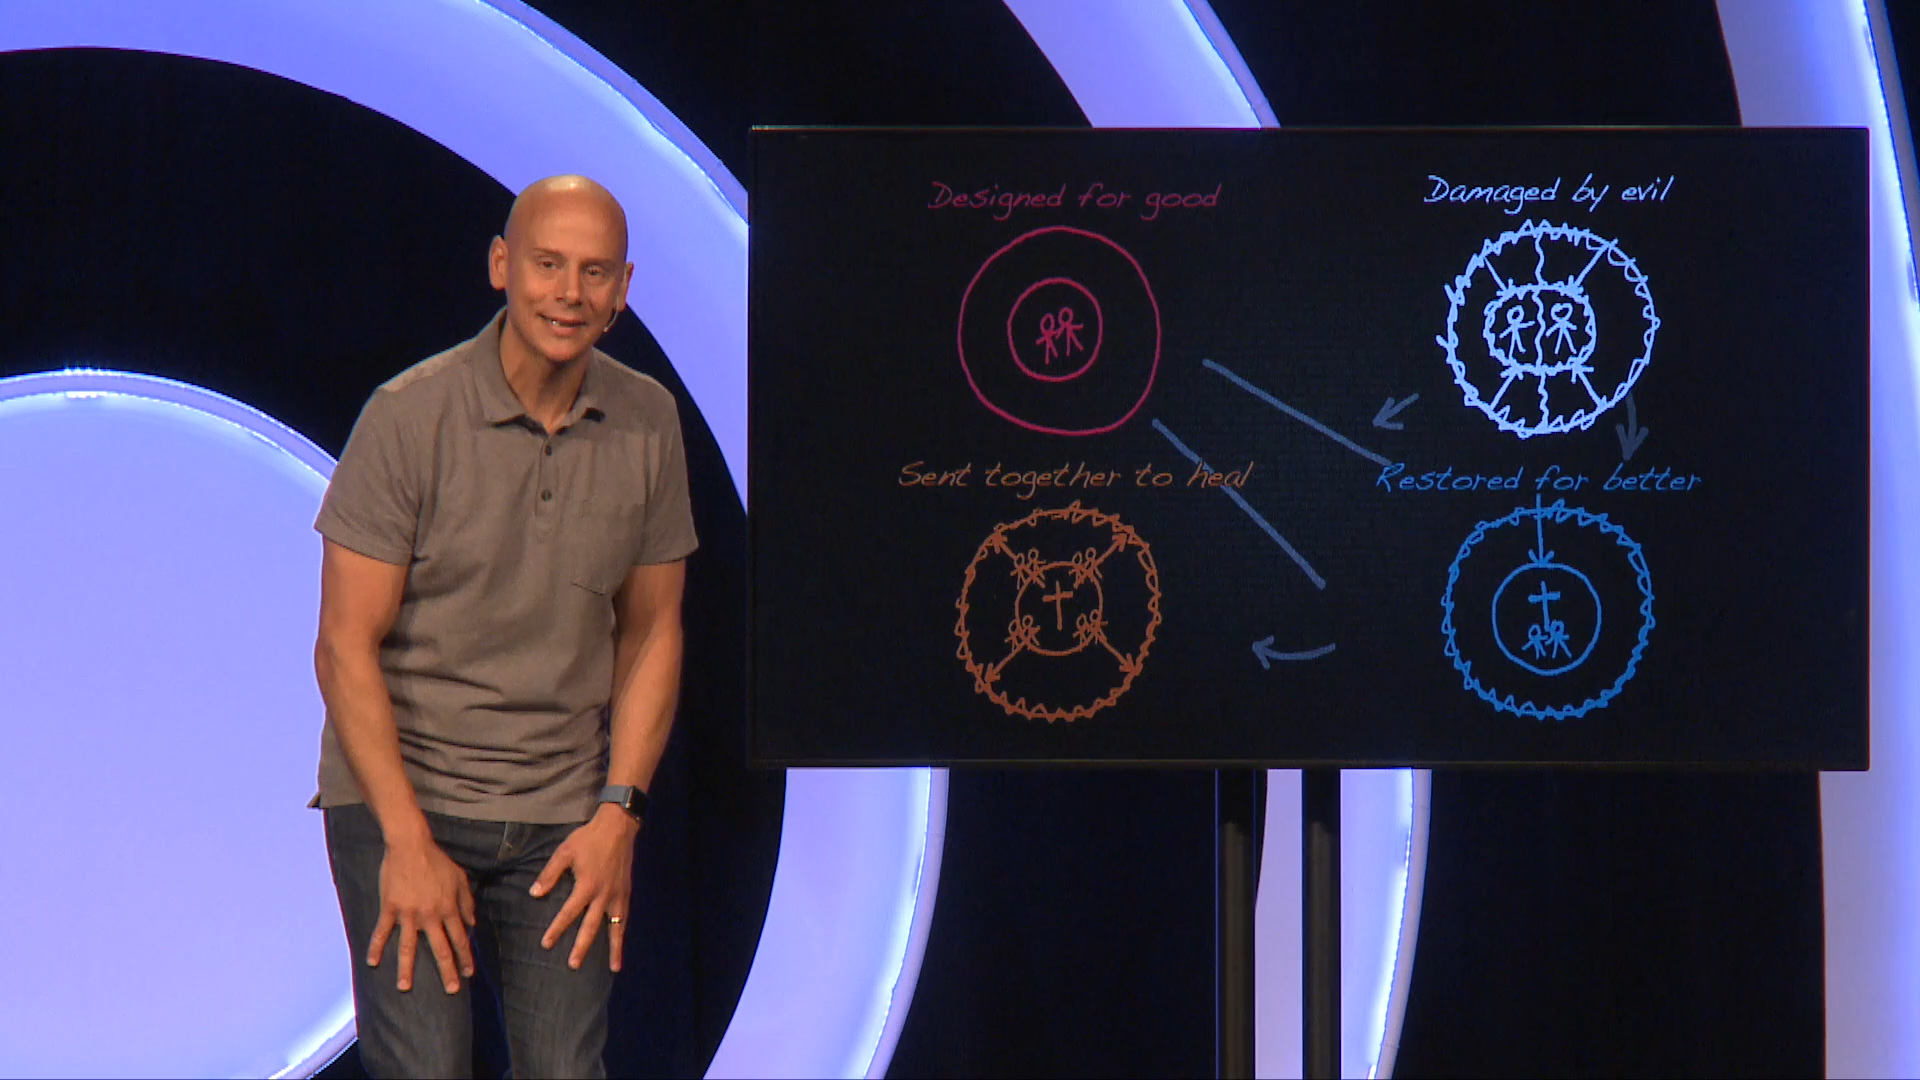 Designed for good
Damaged by evil
Sent together to heal
Restored for better